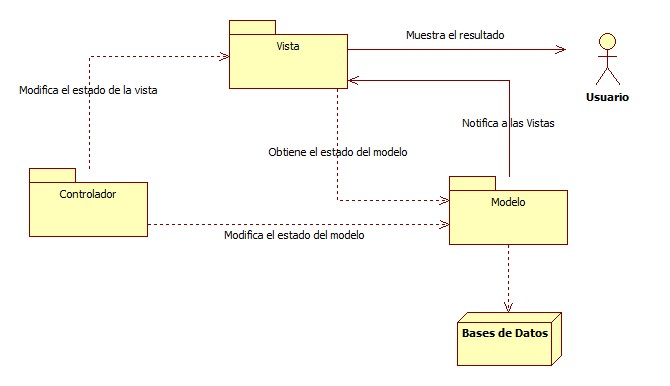 Muestra el resultado
Vista
Usuario
Modifica el estado de la vista
Notifica a las Vistas
Obtiene el estado del modelo
Controlador
Modelo
Modifica el estado del modelo
Bases de Datos